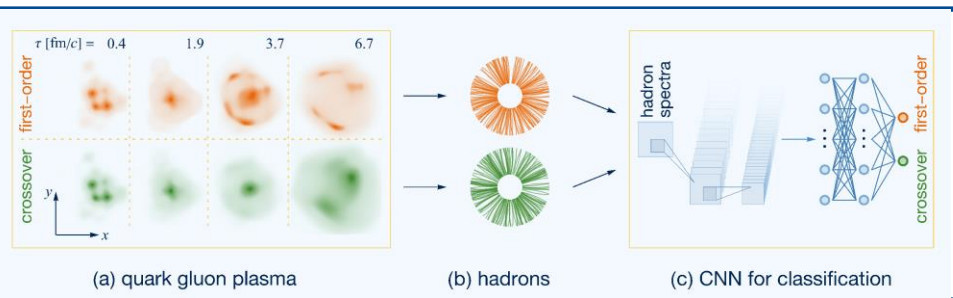 τ [fm/c] = 0.4 1.9 3.7 6.7
first-order
crossover
y
x
hadron
spectra
first-order
crossover
(a) quark gluon plasma (b) hadrons (c) CNN for classification